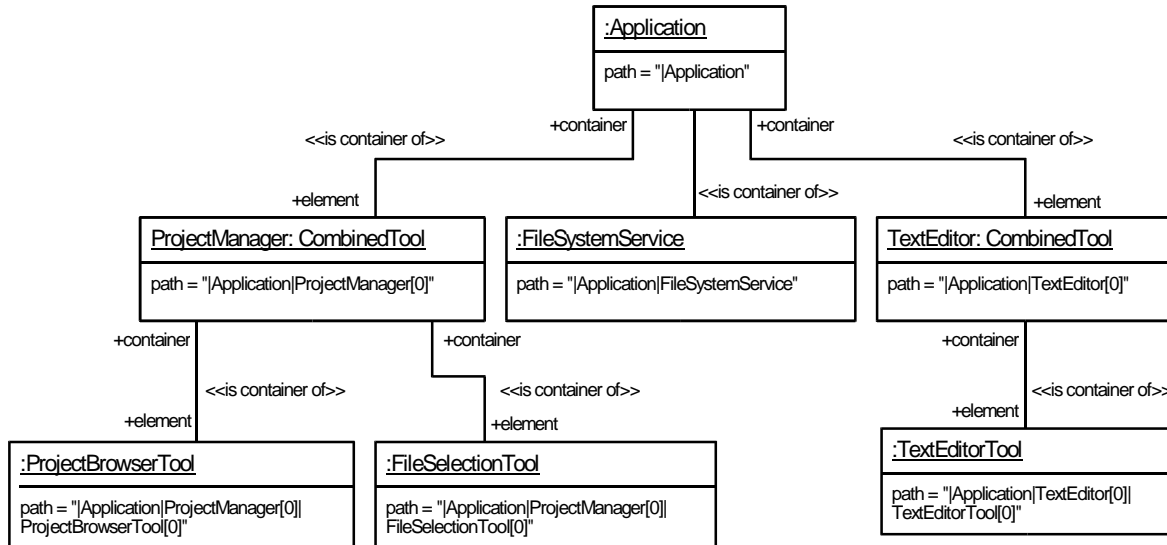 :Application
path = "|Application"
+container
+container
<<is container of>>
<<is container of>>
<<is container of>>
+element
+element
ProjectManager: CombinedTool
path = "|Application|ProjectManager[0]"
:FileSystemService
path = "|Application|FileSystemService"
TextEditor: CombinedTool
path = "|Application|TextEditor[0]"
+container
+container
+container
<<is container of>>
<<is container of>>
<<is container of>>
+element
+element
+element
:ProjectBrowserTool
path = "|Application|ProjectManager[0]|
ProjectBrowserTool[0]"
:FileSelectionTool
path = "|Application|ProjectManager[0]|
FileSelectionTool[0]"
:TextEditorTool
path = "|Application|TextEditor[0]|
TextEditorTool[0]"